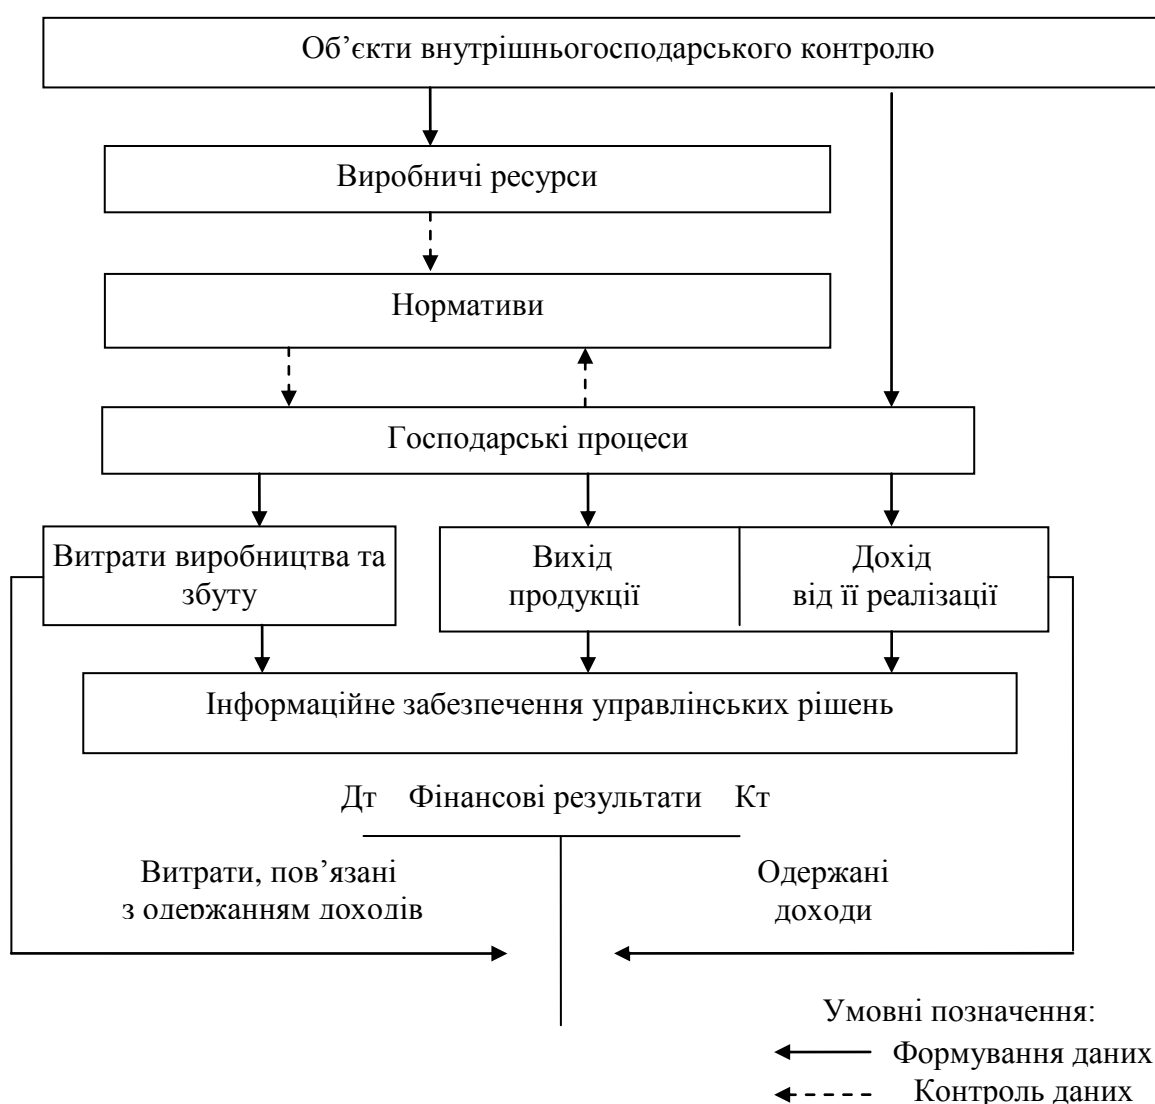 Об’єкти внутрішньогосподарського контролю
Виробничі ресурси
Нормативи
Господарські процеси
Витрати виробництва та
збуту
Вихід
продукції
Дохід
від її реалізації
Інформаційне забезпечення управлінських рішень
Дт Фінансові результати Кт
Витрати, пов’язані
з одержанням доходів
Одержані
доходи
Умовні позначення:
Формування даних
Контроль даних